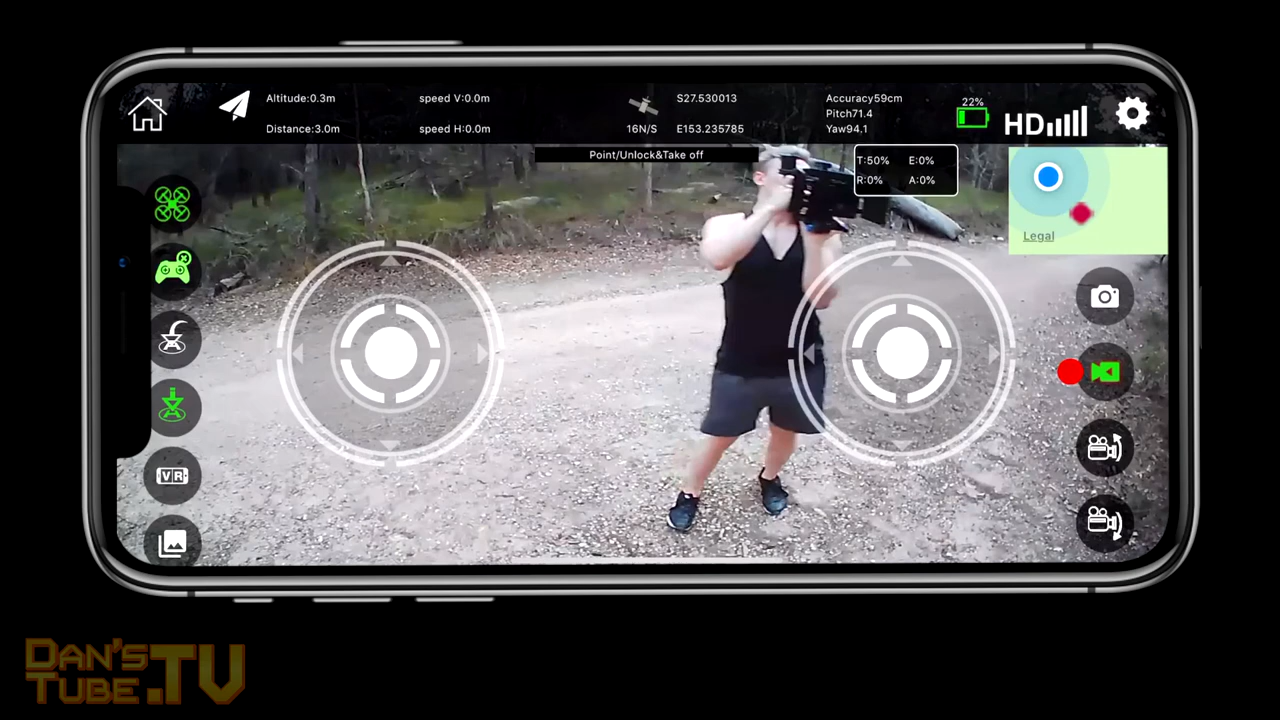 Altitude:0.3m
speed V:0.0m
S27.530013
Accuracy59cm
22%
HD
Pitch71.4
Distance:3.0m
speed H:0.0m
16N/S
E153.235785
Yaw94.1
Point/Unlock&Take off
T:50% E:0%
R:0% A:0%
Legal
VR
DAN'S
TUBE.TV